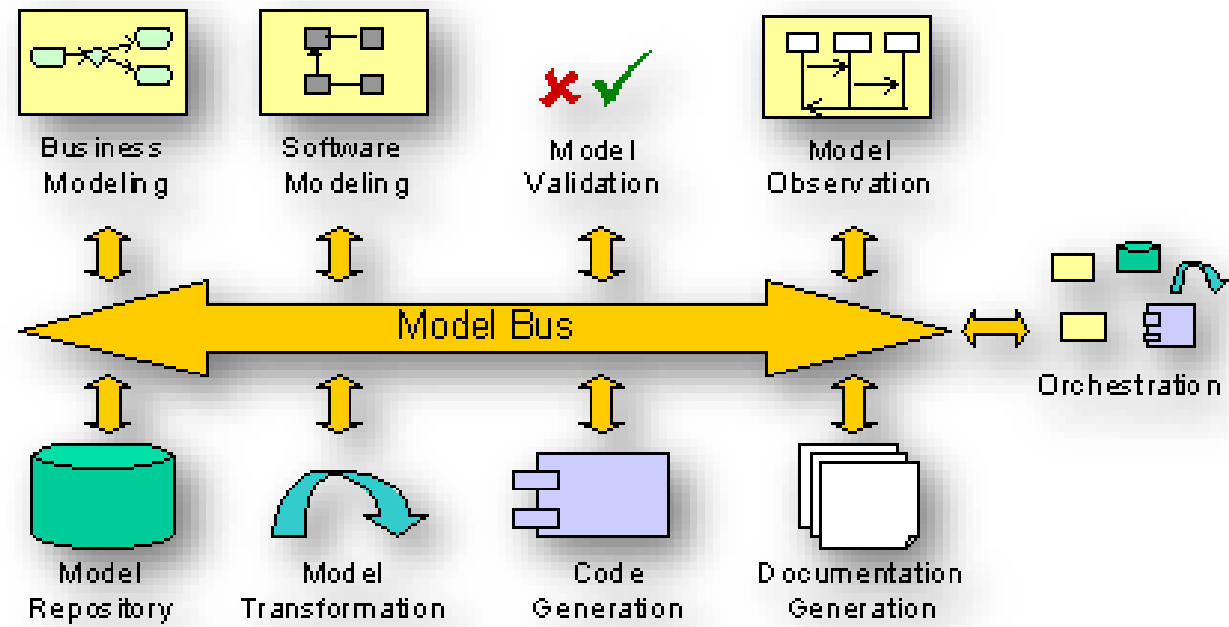 Business
Modeling
Software
Modeling
Model
Validation
Model
Observation
Model Bus
Orchestration
Model
Repository
Model
Transformation
Code
Generation
Documentation
Generation